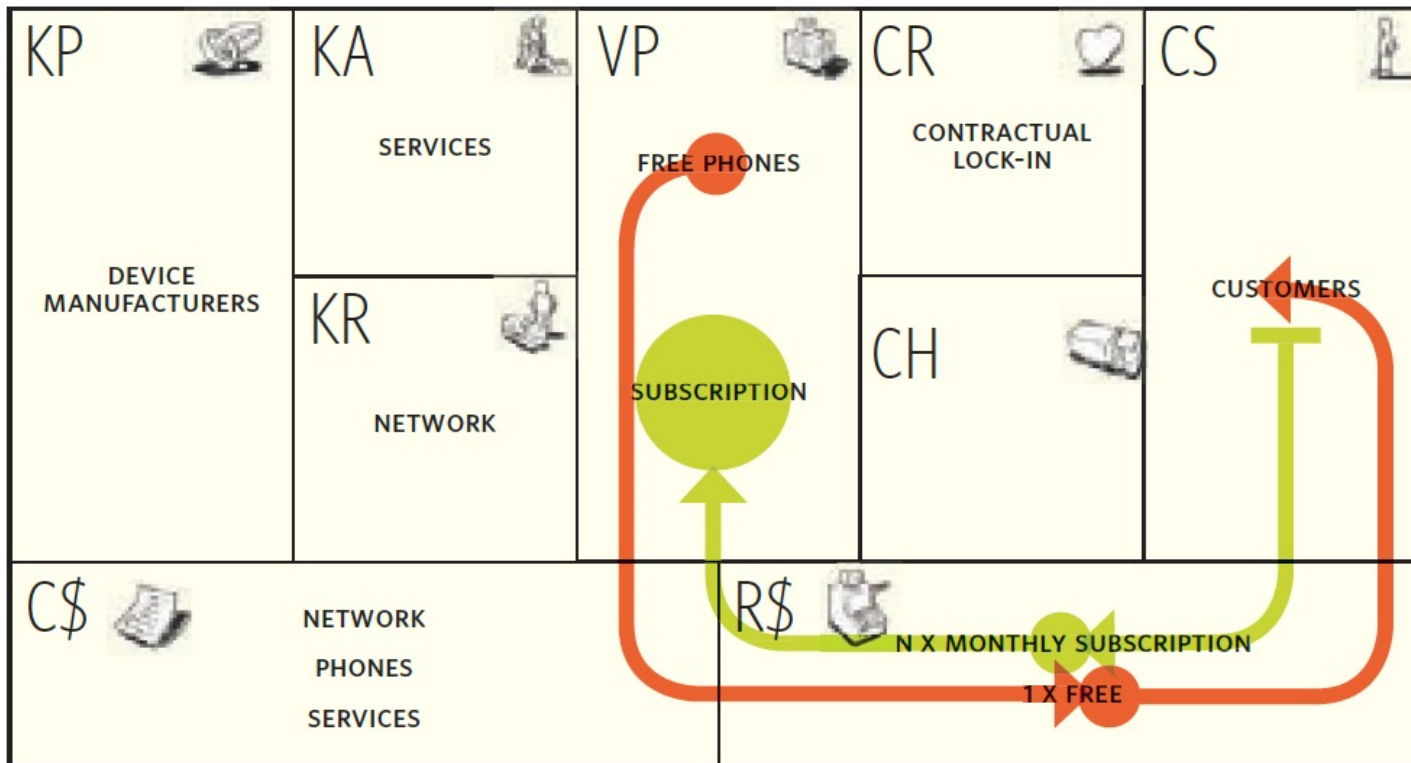 KP
DEVICE
MANUFACTURERS
KA
SERVICES
KR
NETWORK
VP
FREE PHONES
SUBSCRIPTION
CR
CONTRACTUAL
LOCK-IN
CH
CS
CUSTOMERS
C$
NETWORK
PHONES
SERVICES
R$
N X MONTHLY SUBSCRIPTION
1 X FREE